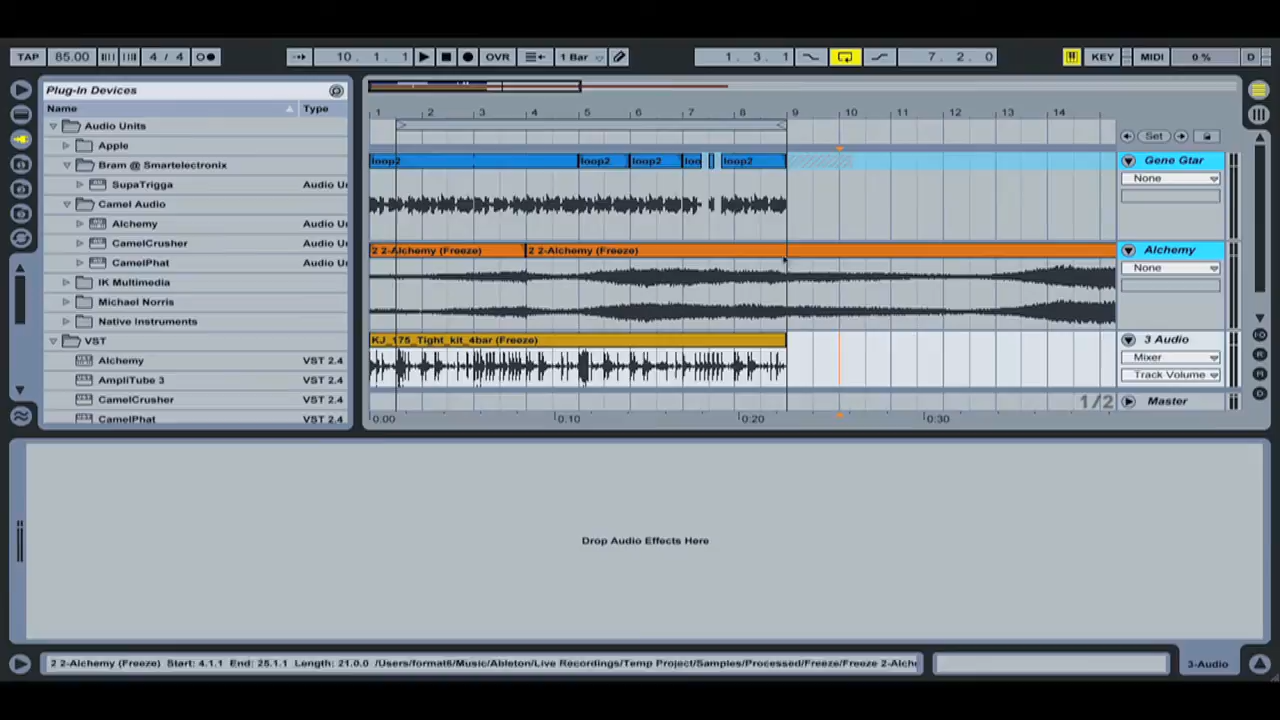 TAP 85.00 4 / 4 10. 1. 1 OVR 1 Bar 1. 3. 1 7. 2. 0 KEY MIDI 0 % D
Plug-In Devices
Name Type
Audio Units
Apple
Bram @ Smartelectronix
SupaTrigga Audio Ur
Camel Audio
Alchemy Audio Ur
CamelCrusher Audio Ur
CamelPhat Audio Ur
IK Multimedia
Michael Norris
Native Instruments
VST
Alchemy VST 2.4
AmpliTube 3 VST 2.4
CamelCrusher VST 2.4
CamelPhat VST 2.4
1 2 3 4 5 6 7 8 9 10 11 12 13 14
Set
loop2 loop2 loop2 loo loop2
Gene Gtar
None
2 2-Alchemy (Freeze) 2 2-Alchemy (Freeze)
Alchemy
None
KJ_175_Tight_kit_4bar (Freeze)
3 Audio
Mixer
Track Volume
1/2 Master
0:00 0:10 0:20 0:30
Drop Audio Effects Here
2 2-Alchemy (Freeze) Start: 4.1.1 End: 25.1.1 Length: 21.0.0 /Users/format6/Music/Ableton/Live Recordings/Temp Project/Samples/Processed/Freeze/Freeze 2-Alche
3-Audio